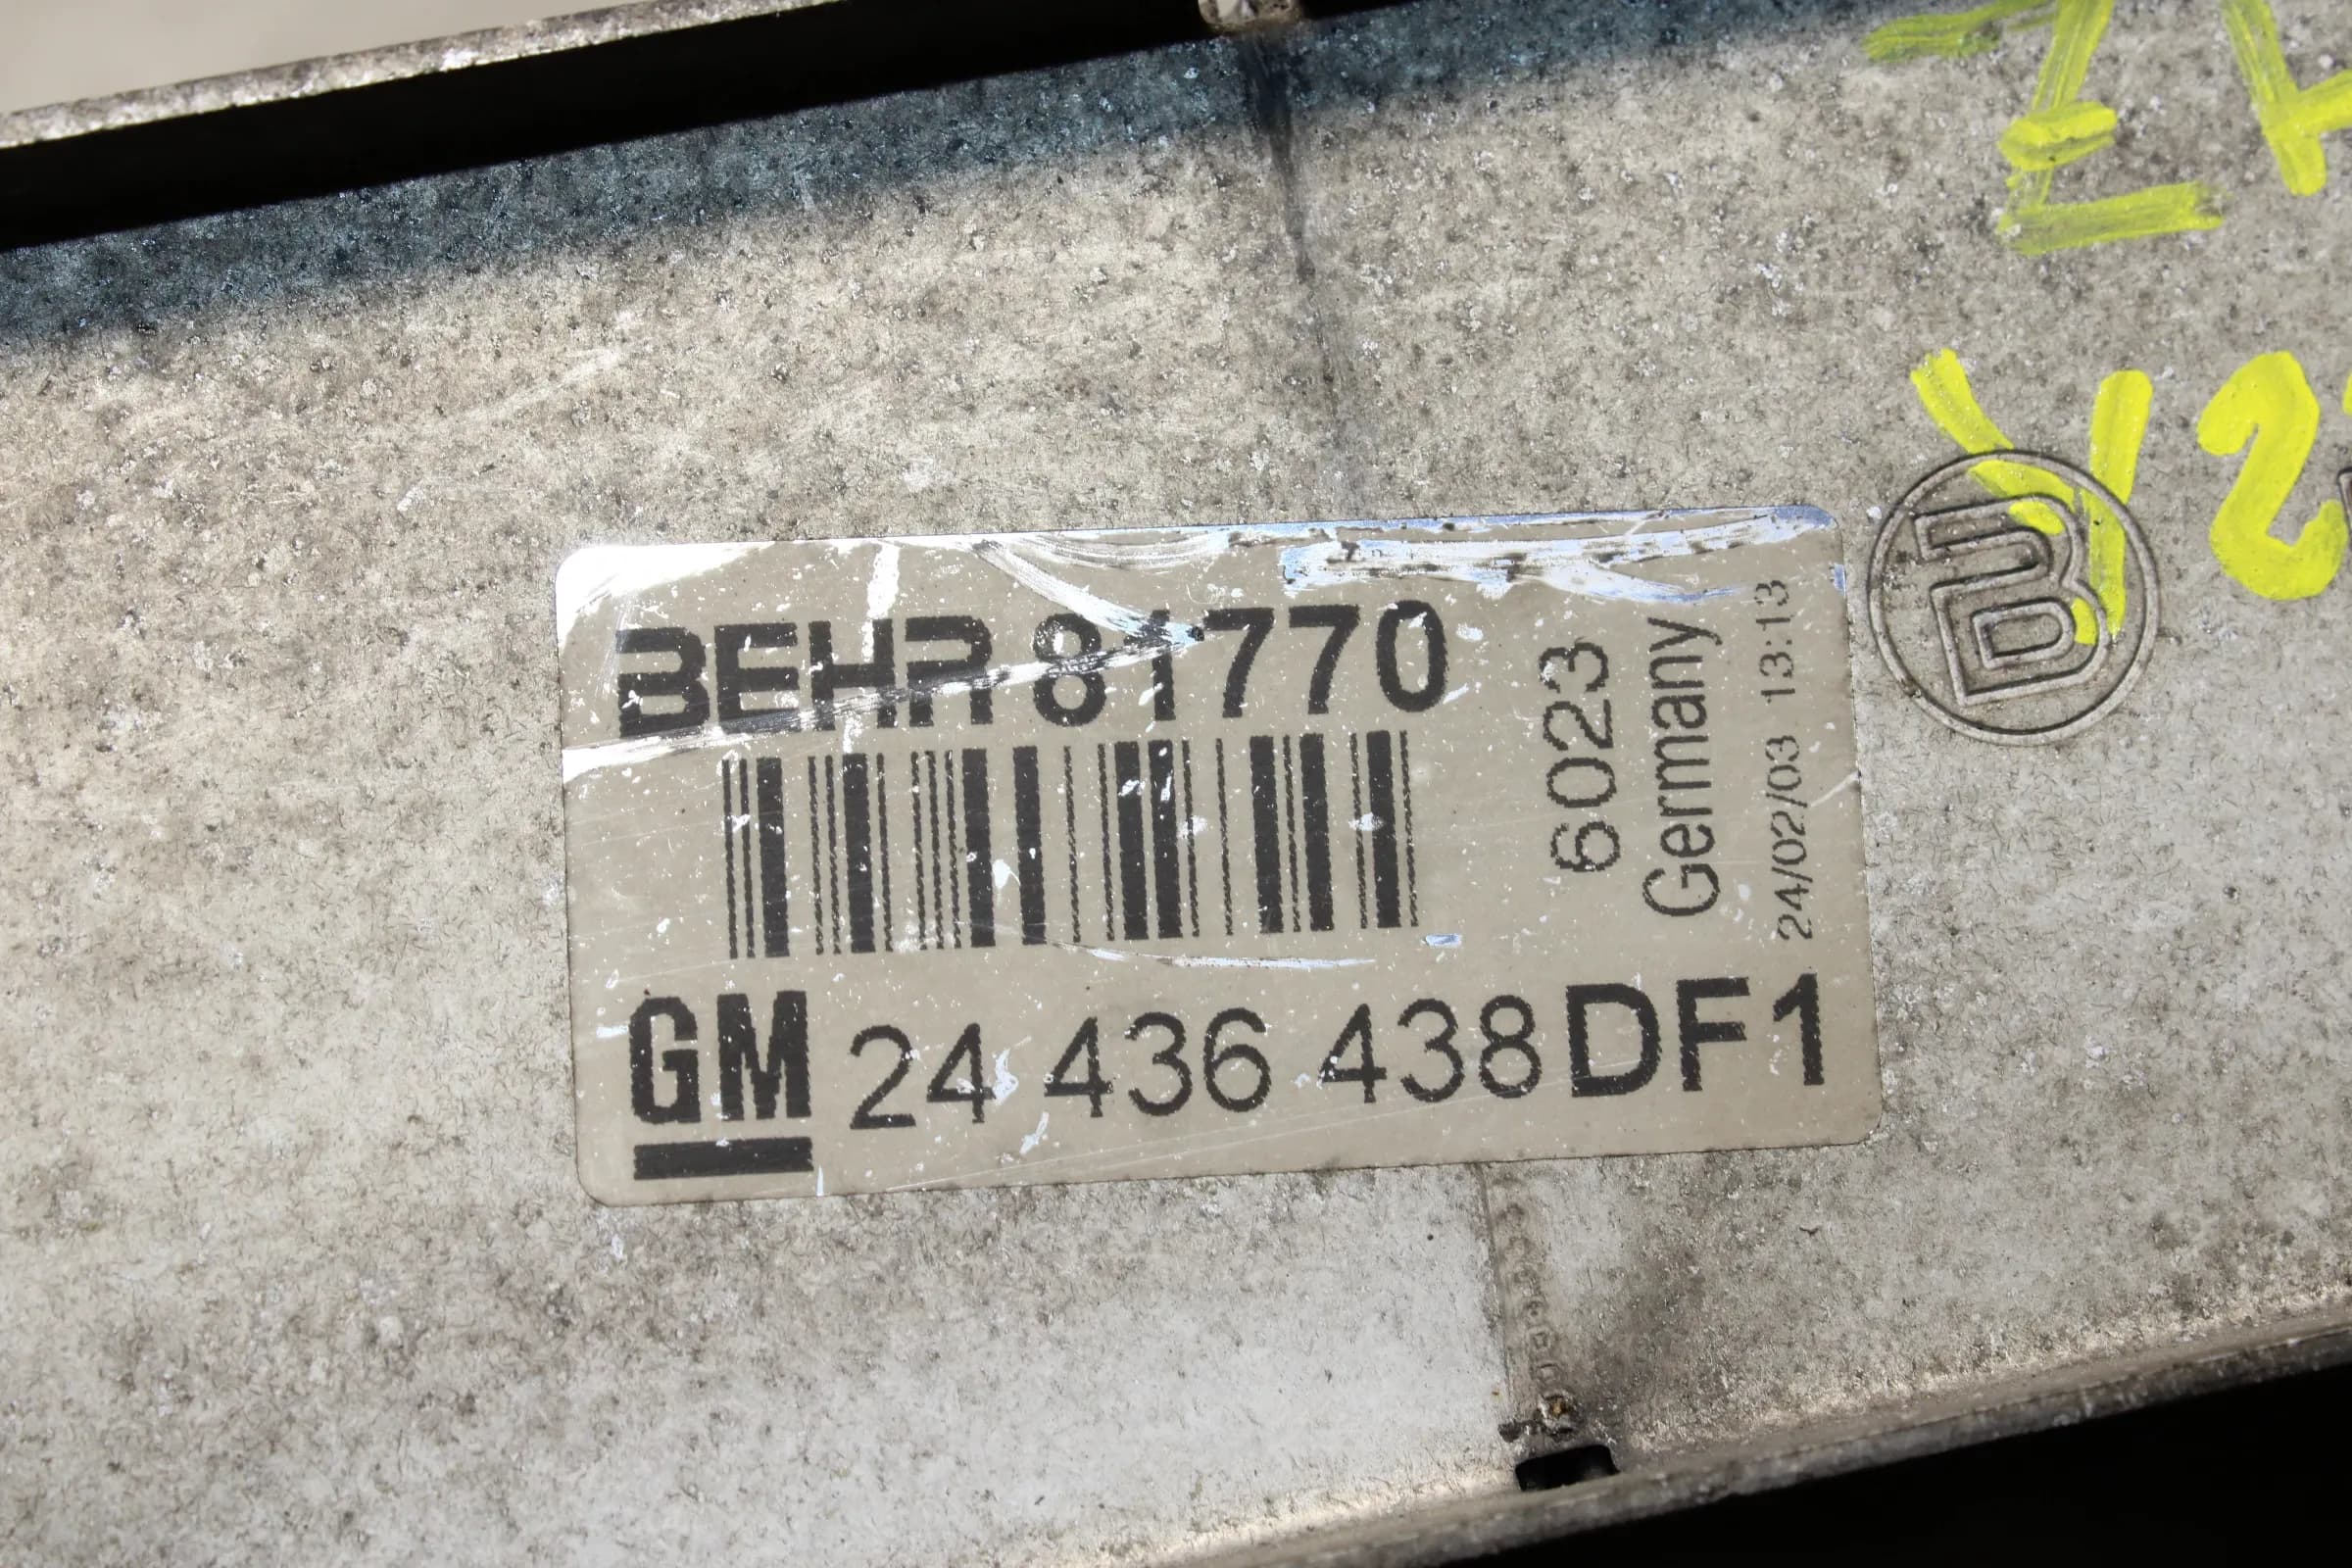 BEHR 81770
GM 24 436 438 DF1
6023
Germany
24/02/03 13:13
B